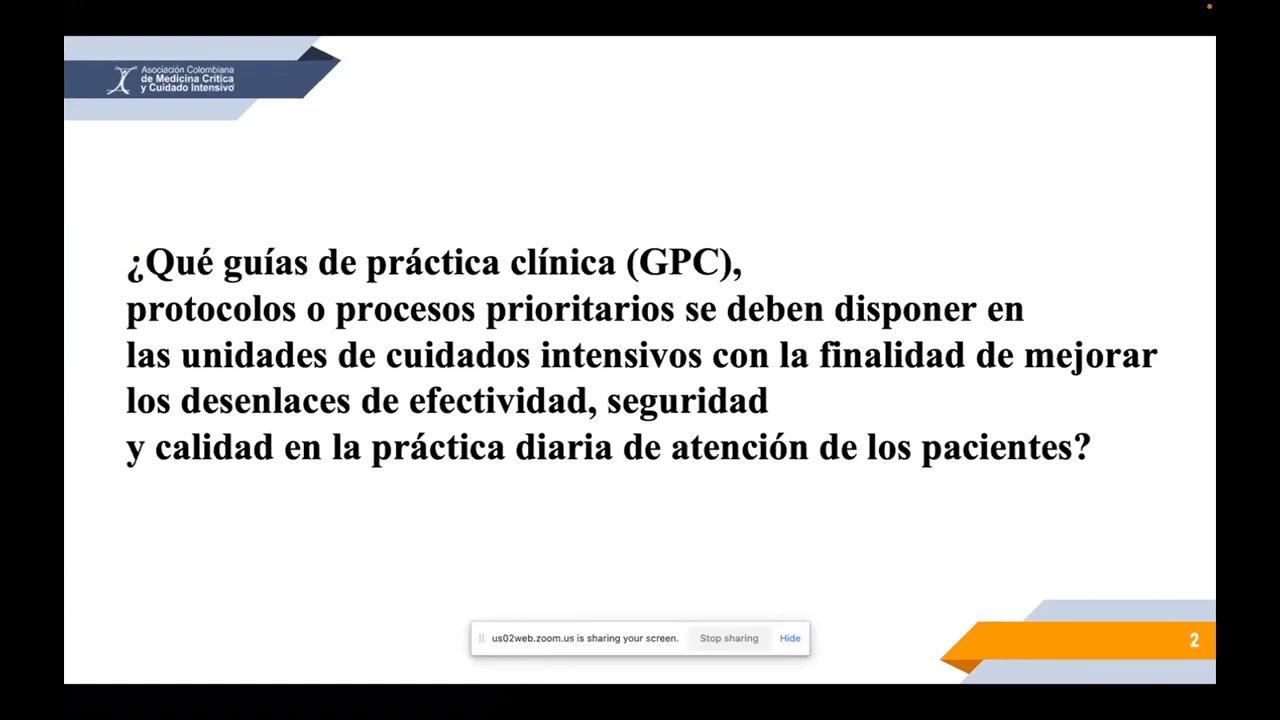 Asociación Colombiana
de Medicina Crítica
y Cuidado Intensivo
¿Qué guías de práctica clínica (GPC),
protocolos o procesos prioritarios se deben disponer en
las unidades de cuidados intensivos con la finalidad de mejorar
los desenlaces de efectividad, seguridad
y calidad en la práctica diaria de atención de los pacientes?
us02web.zoom.us is sharing your screen. Stop sharing Hide
2